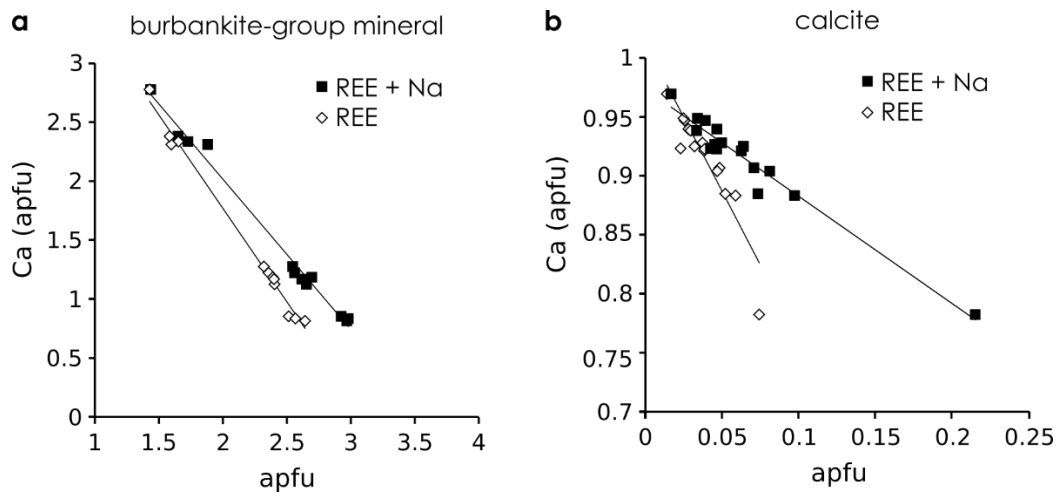 a
burbankite-group mineral
3
2.5
2
1.5
1
0.5
0
Ca (apfu)
REE + Na
REE
1 1.5 2 2.5 3 3.5 4
apfu
b
calcite
1
0.95
0.9
0.85
0.8
0.75
0.7
Ca (apfu)
REE + Na
REE
0 0.05 0.1 0.15 0.2 0.25
apfu